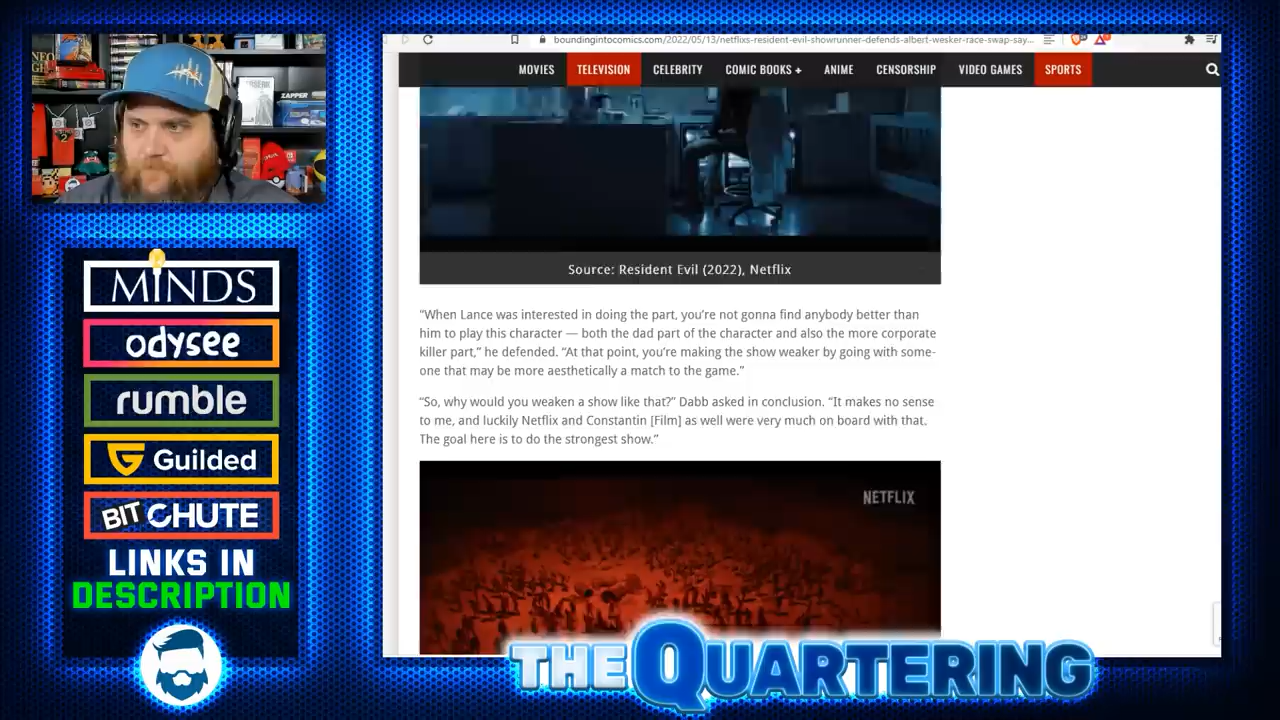 boundingintocomics.com/2022/05/13/netflixs-resident-evil-showrunner-defends-albert-wesker-race-swap-say...
MOVIES TELEVISION CELEBRITY COMIC BOOKS + ANIME CENSORSHIP VIDEO GAMES SPORTS
Source: Resident Evil (2022), Netflix
“When Lance was interested in doing the part, you’re not gonna find anybody better than
him to play this character — both the dad part of the character and also the more corporate
killer part,” he defended. “At that point, you’re making the show weaker by going with some-
one that may be more aesthetically a match to the game.”
“So, why would you weaken a show like that?” Dabb asked in conclusion. “It makes no sense
to me, and luckily Netflix and Constantin [Film] as well were very much on board with that.
The goal here is to do the strongest show.”
NETFLIX
ZAPPER
MINDS
odysee
rumble
Guilded
BIT CHUTE
LINKS IN
DESCRIPTION
THE QUARTERING